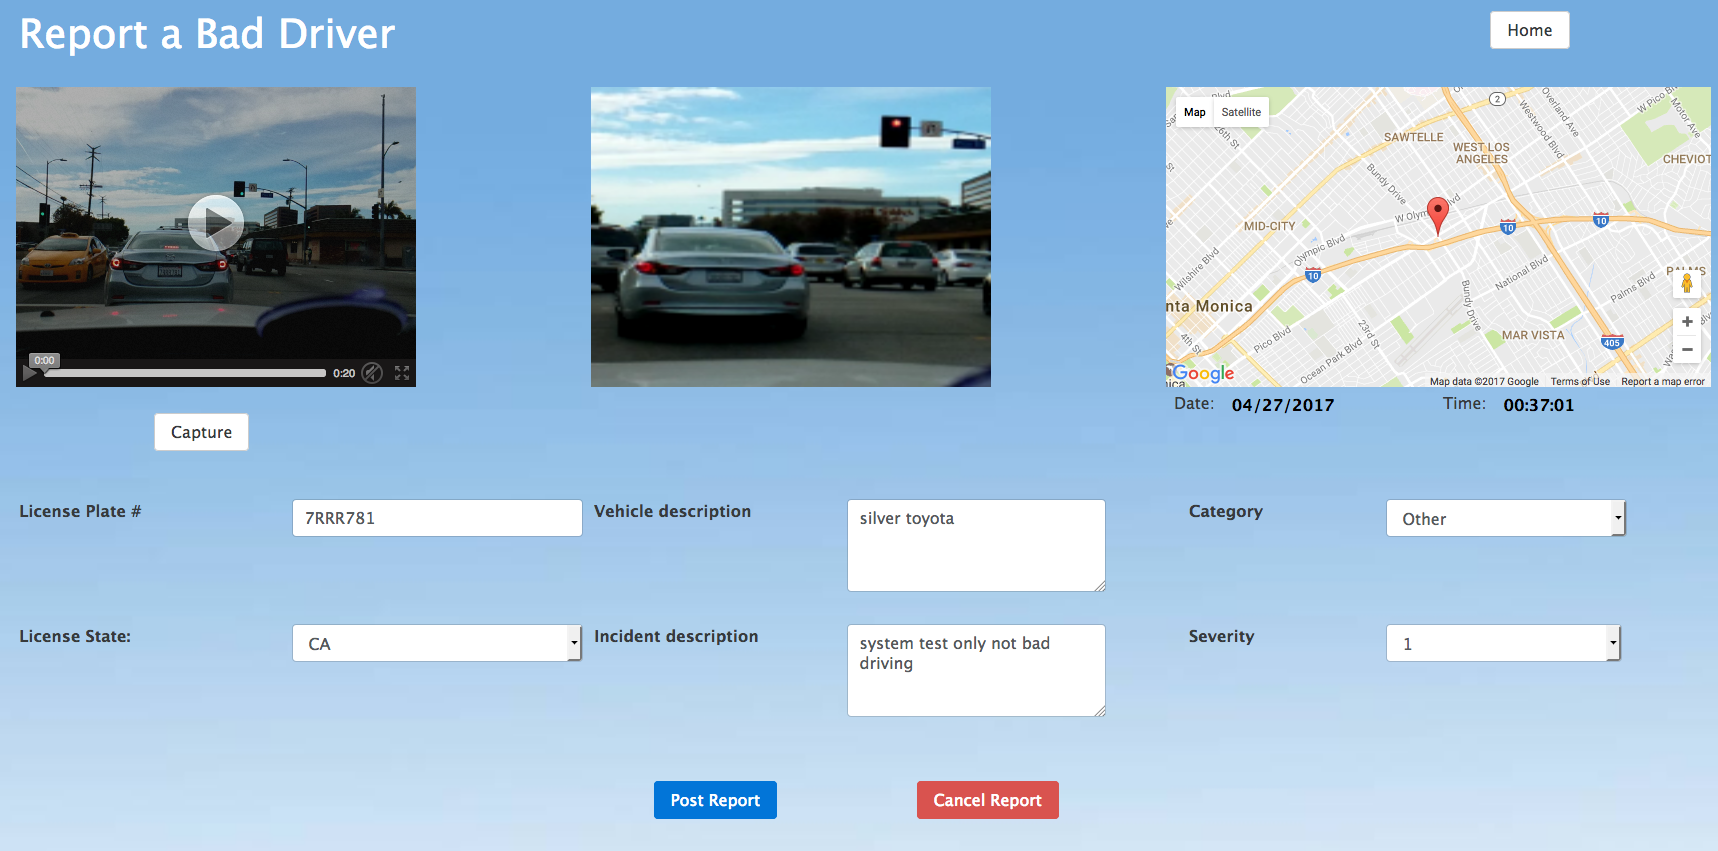 Report a Bad Driver
Home
Map
Satellite
2
Overland Ave
W Pico Blvd
Motor Ave
26th St
SAWTELLE
Westwood Blvd
WEST LOS
ANGELES
CHEVIOT
Bundy Drive
MID-CITY
10
10
Olympic Blvd
Wilshire Blvd
10
National Blvd
PALMS
Palms Blvd
Bundy Drive
nta Monica
23rd St
MAR VISTA
405
4th St
Pico Blvd
Ocean Park Blvd
Google
Map data ©2017 Google
Terms of Use
Report a map error
0:00
0:20
Date: 04/27/2017
Time: 00:37:01
Capture
License Plate #
7RRR781
Vehicle description
silver toyota
Category
Other
License State:
CA
Incident description
system test only not bad
driving
Severity
1
Post Report
Cancel Report